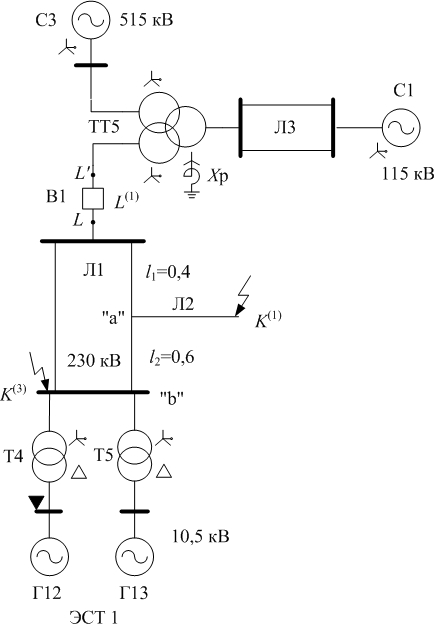 С3 515 кВ
ТТ5
Л3
С1
115 кВ
Xр
L'
В1
L(1)
L
Л1
l1=0,4
Л2
"a"
K(1)
230 кВ
l2=0,6
K(3)
"b"
Т4
Т5
10,5 кВ
Г12
Г13
ЭСТ 1